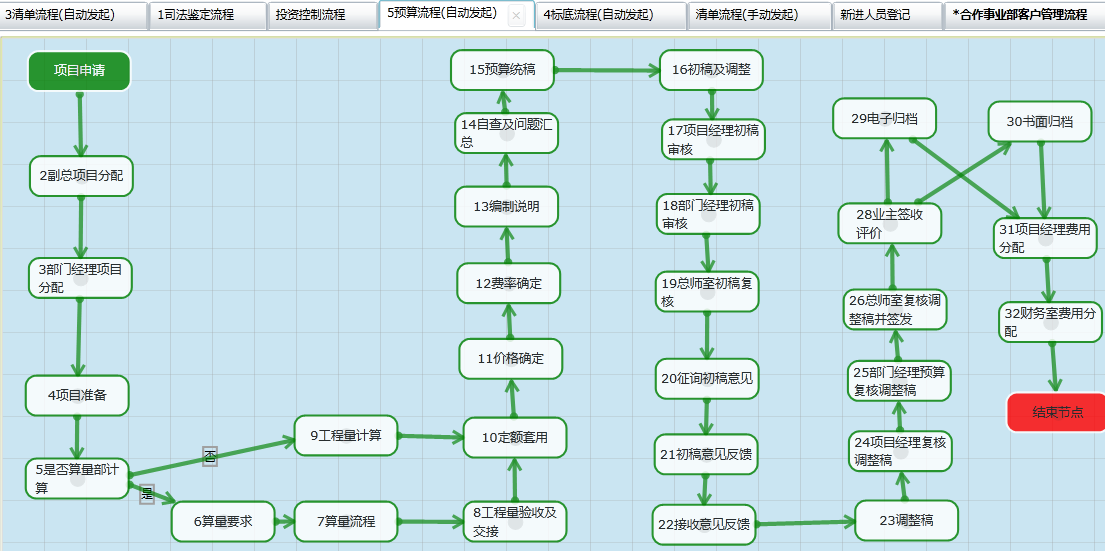 3清单流程(自动发起)
1司法鉴定流程
投资控制流程
5预算流程(自动发起)
4标底流程(自动发起)
清单流程(手动发起)
新进人员登记
*合作事业部客户管理流程
项目申请
2副总项目分配
3部门经理项目
分配
4项目准备
5是否算量部计
算
否
是
6算量要求
7算量流程
8工程量验收及
交接
9工程量计算
10定额套用
11价格确定
12费率确定
13编制说明
14自查及问题汇
总
15预算统稿
16初稿及调整
17项目经理初稿
审核
18部门经理初稿
审核
19总师室初稿复
核
20征询初稿意见
21初稿意见反馈
22接收意见反馈
23调整稿
24项目经理复核
调整稿
25部门经理预算
复核调整稿
26总师室复核调
整稿并签发
28业主签收
评价
29电子归档
30书面归档
31项目经理费用
分配
32财务室费用分
配
结束节点